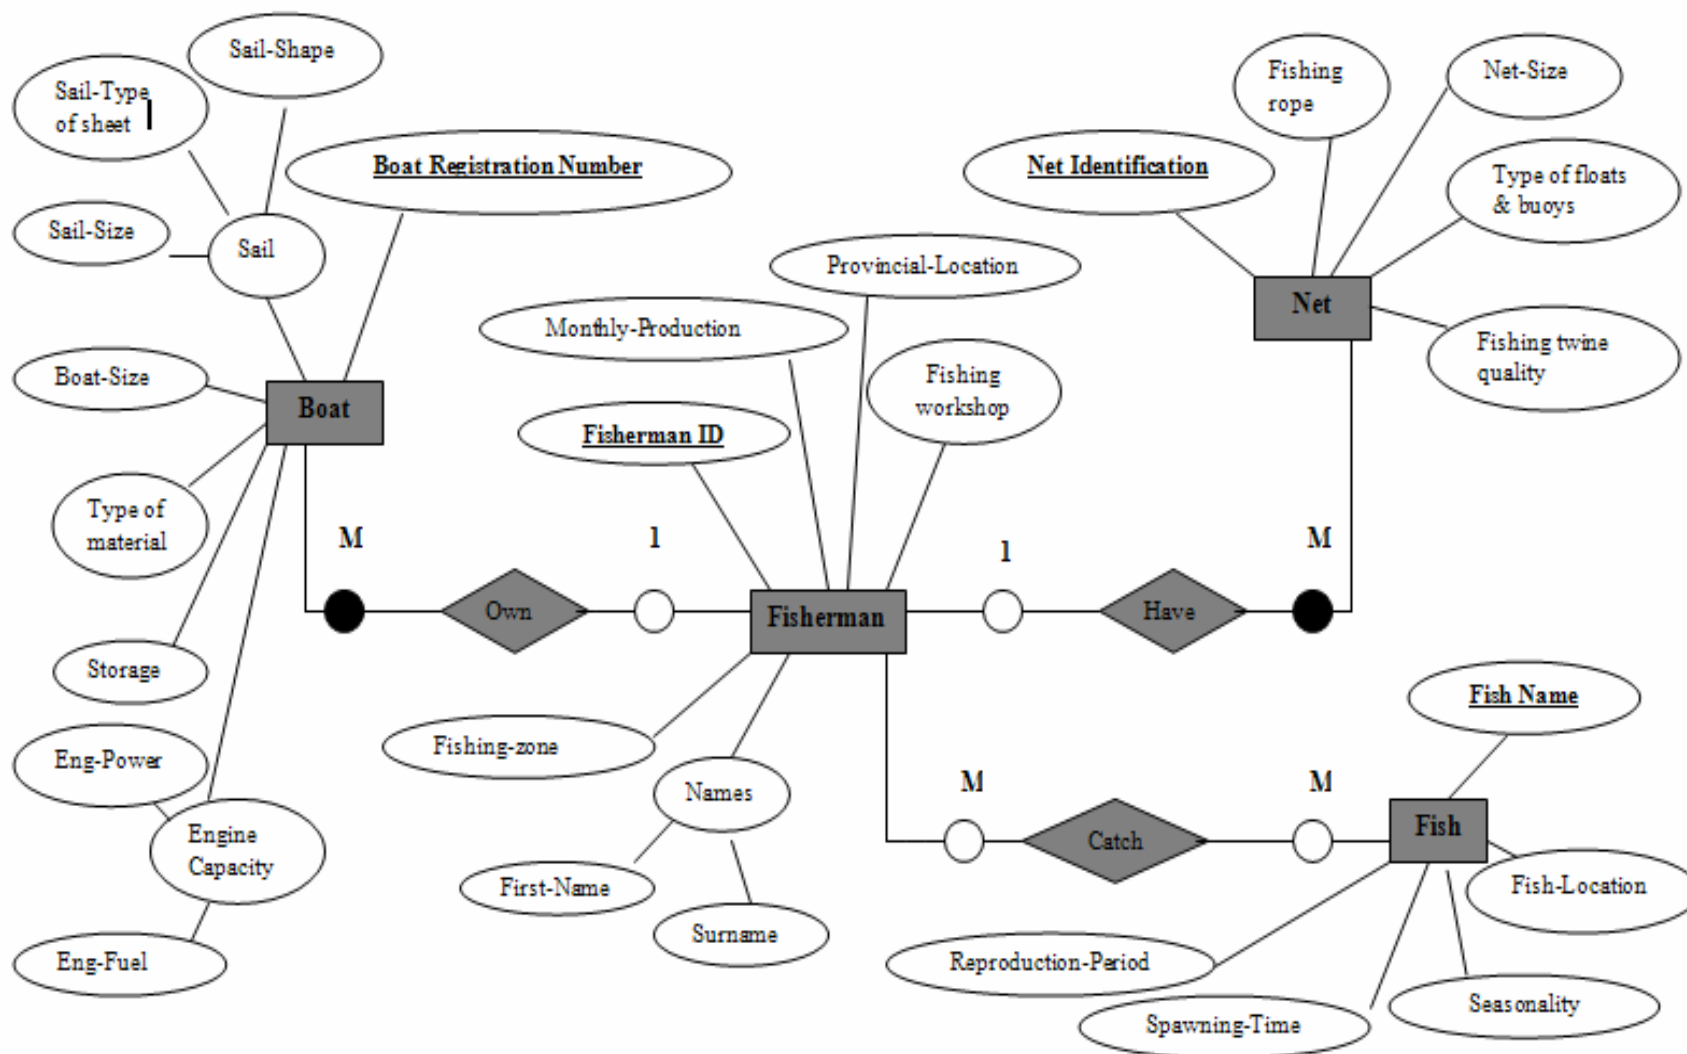 Sail-Shape
Sail-Type
of sheet
Boat Registration Number
Sail-Size
Sail
Fishing
rope
Net-Size
Net Identification
Type of floats
& buoys
Provincial-Location
Net
Monthly-Production
Fishing twine
quality
Boat-Size
Boat
Fishing
workshop
Fisherman ID
Type of
material
M
1
1
M
Own
Fisherman
Have
Storage
Fish Name
Fishing-zone
Eng-Power
Names
M
M
Engine
Capacity
Catch
Fish
First-Name
Fish-Location
Surname
Eng-Fuel
Reproduction-Period
Seasonality
Spawning-Time